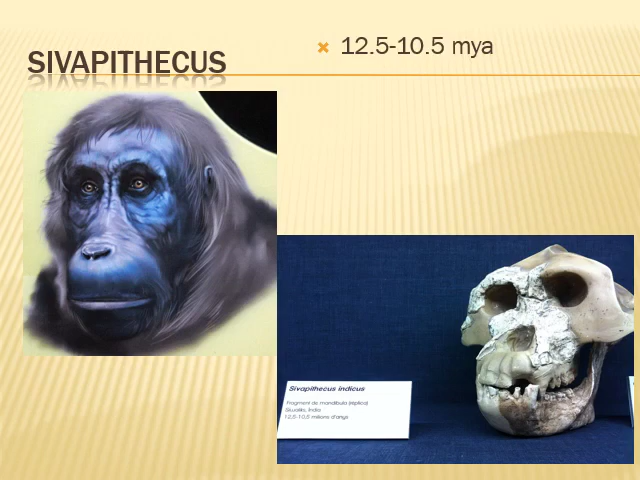 SIVAPITHECUS
12.5-10.5 mya
Sivapithecus indicus
Fragment de mandíbula (rèplica)
Siwaliks, Índia
12,5-10,5 milions d'anys